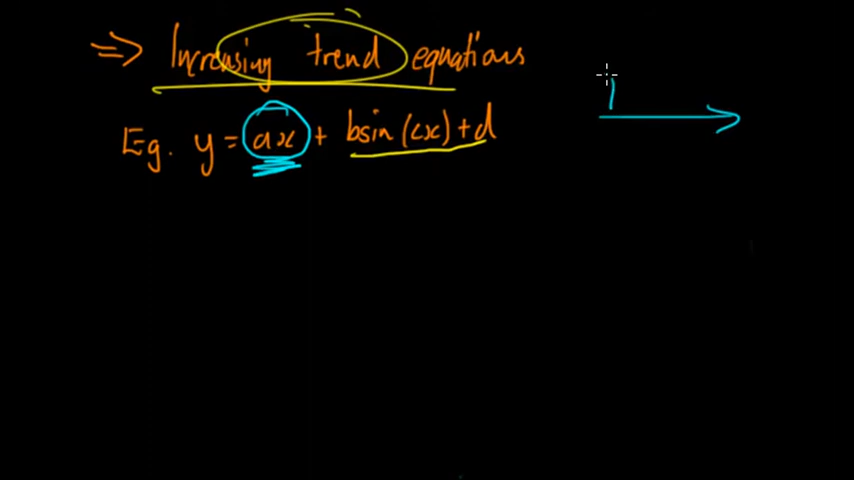 ⇒ Increasing trend equations
Eg. y = ax + bsin(cx) + d